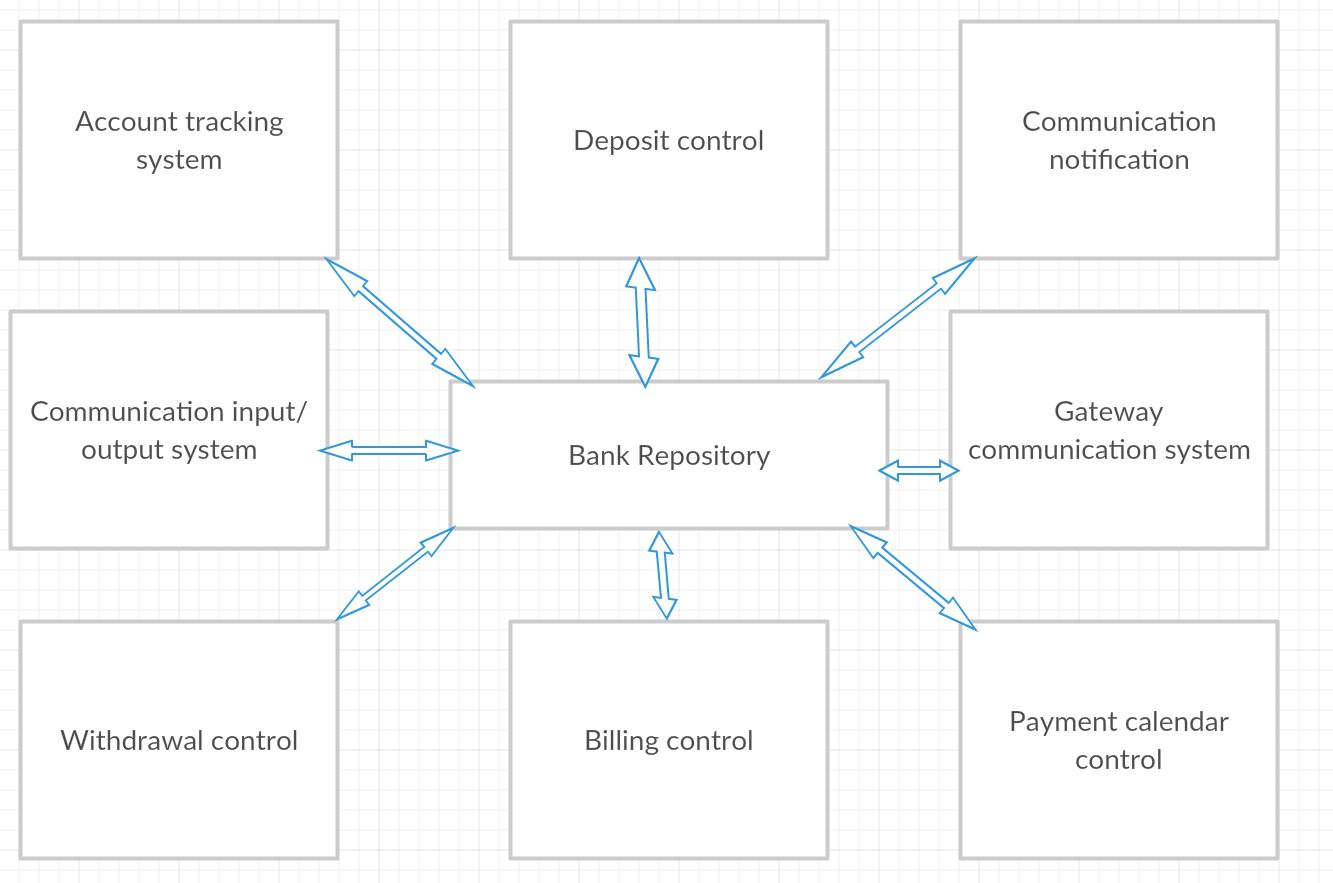 Account tracking
system
Deposit control
Communication
notification
Communication input/
output system
Bank Repository
Gateway
communication system
Withdrawal control
Billing control
Payment calendar
control